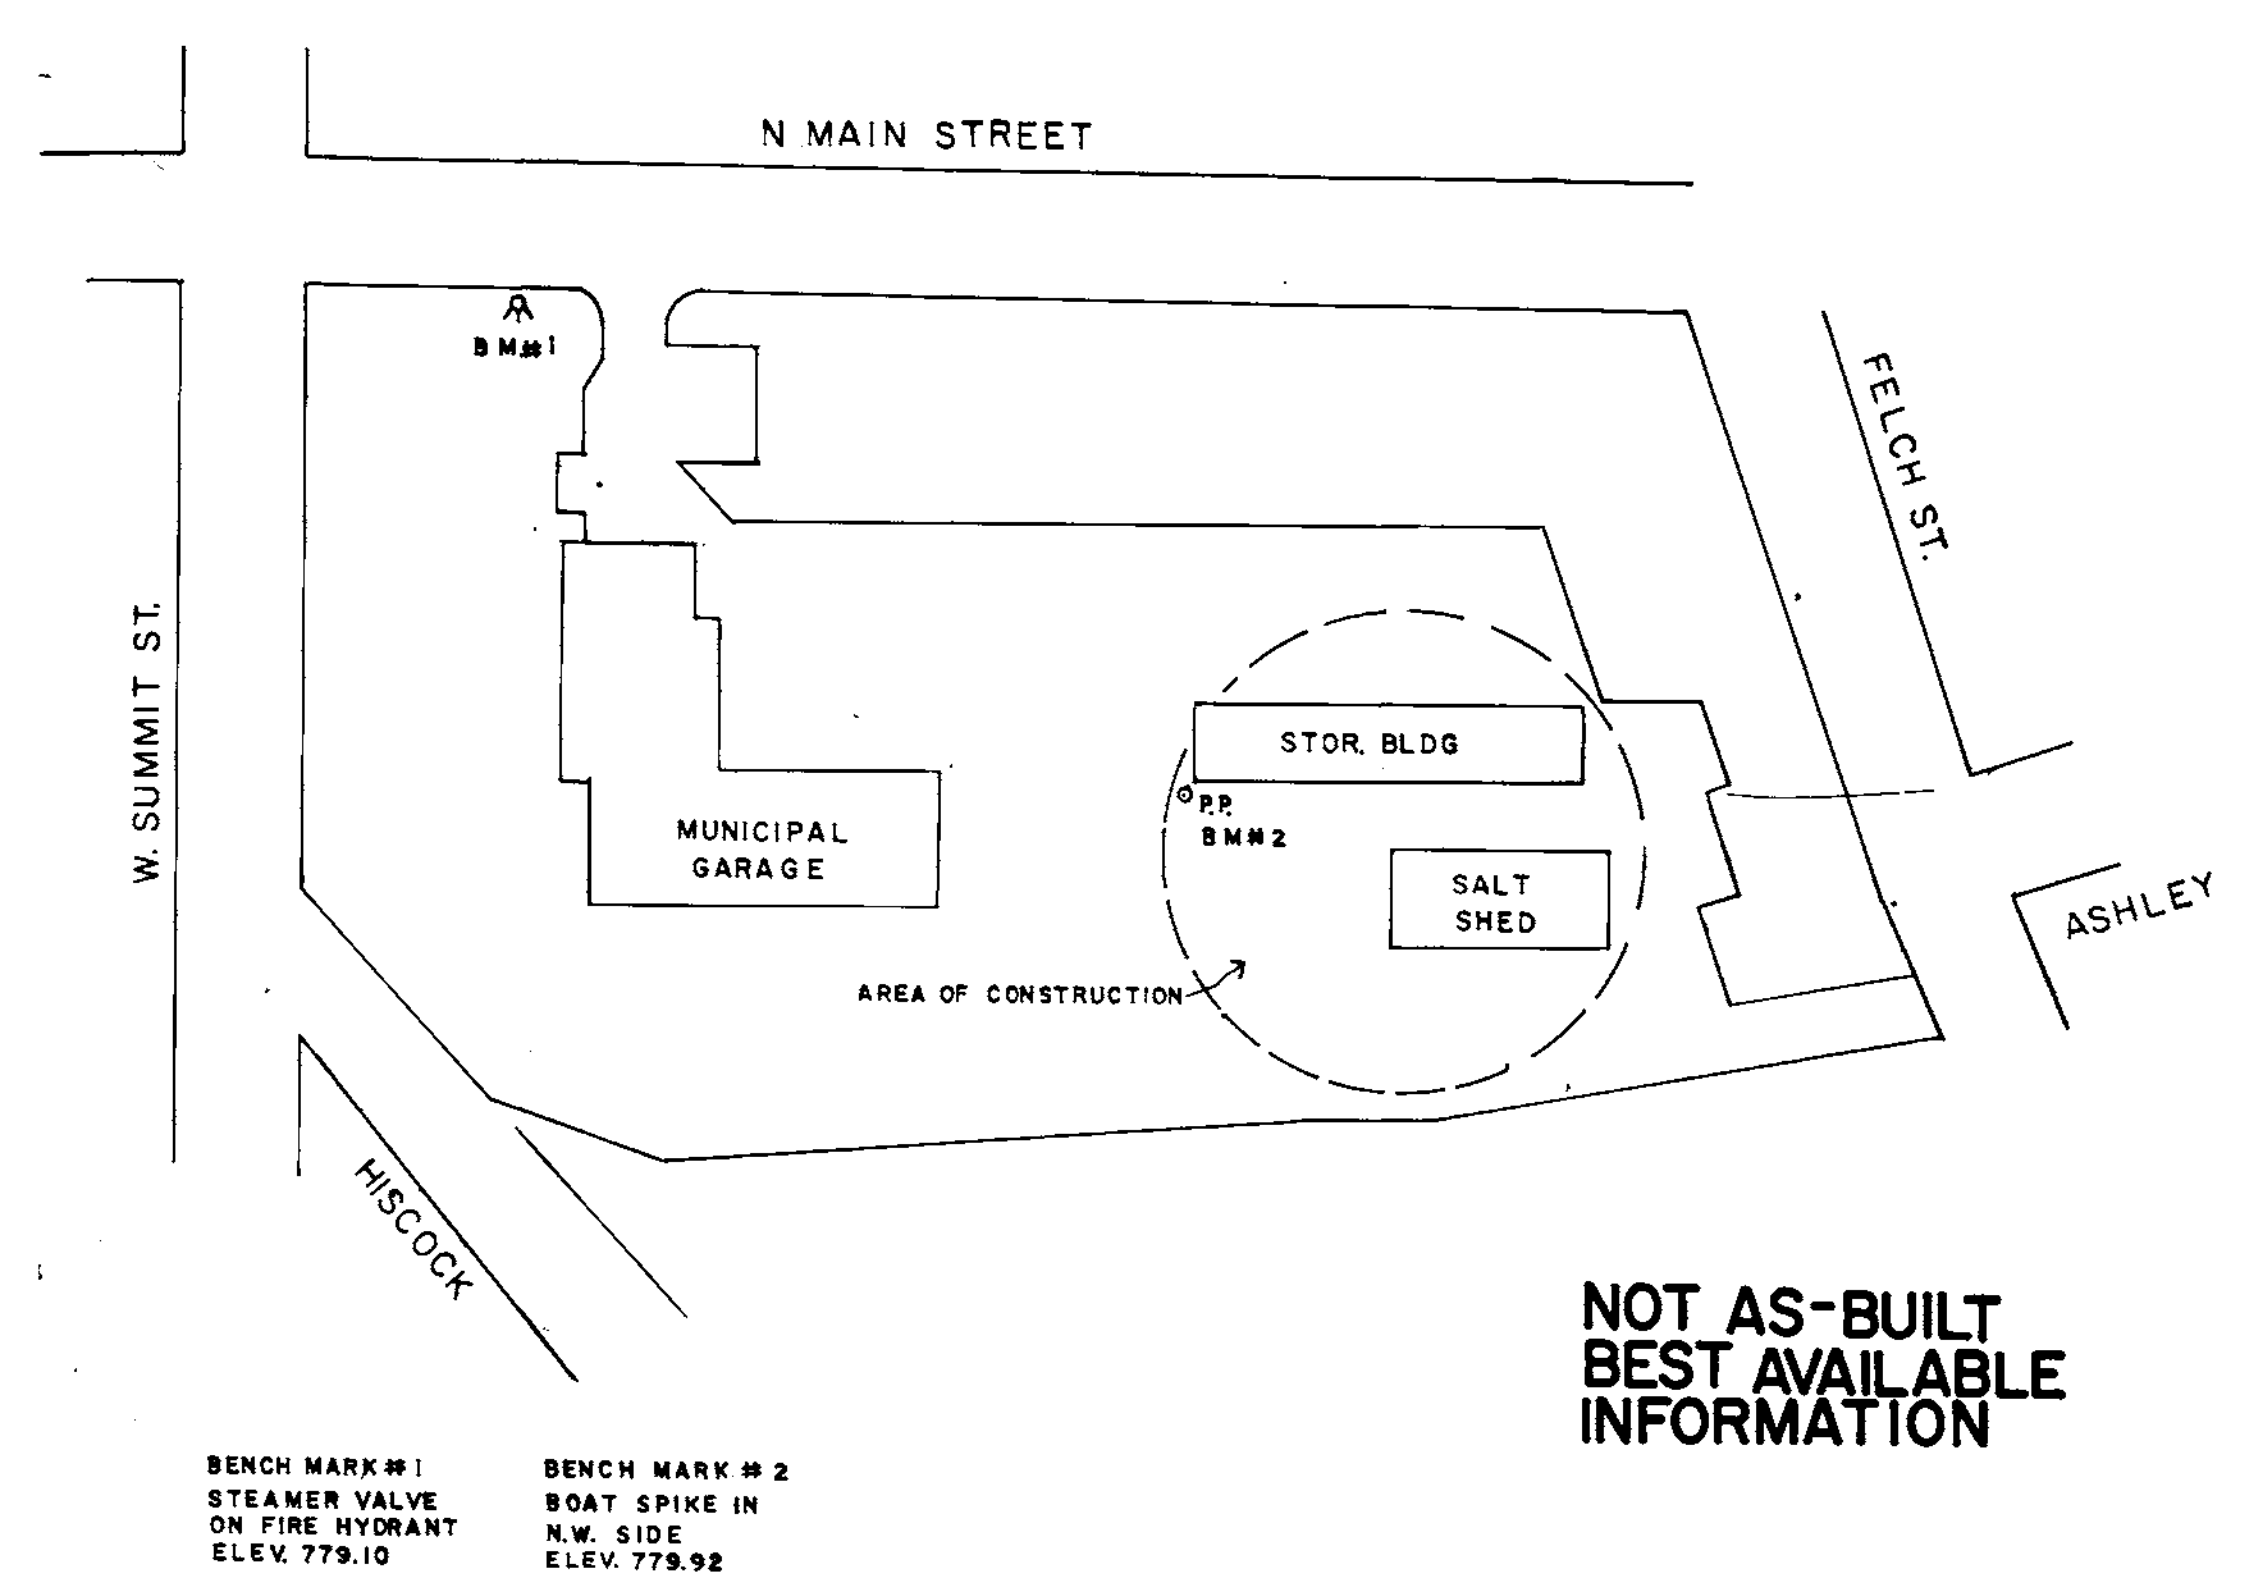 N MAIN STREET
BM#1
FELCH ST.
W. SUMMIT ST.
STOR. BLDG
P.P.
BM#2
MUNICIPAL
GARAGE
SALT
SHED
ASHLEY
AREA OF CONSTRUCTION
HISCOCK
NOT AS-BUILT
BEST AVAILABLE
INFORMATION
BENCH MARK #1
STEAMER VALVE
ON FIRE HYDRANT
ELEV. 779.10
BENCH MARK #2
BOAT SPIKE IN
N.W. SIDE
ELEV. 779.92